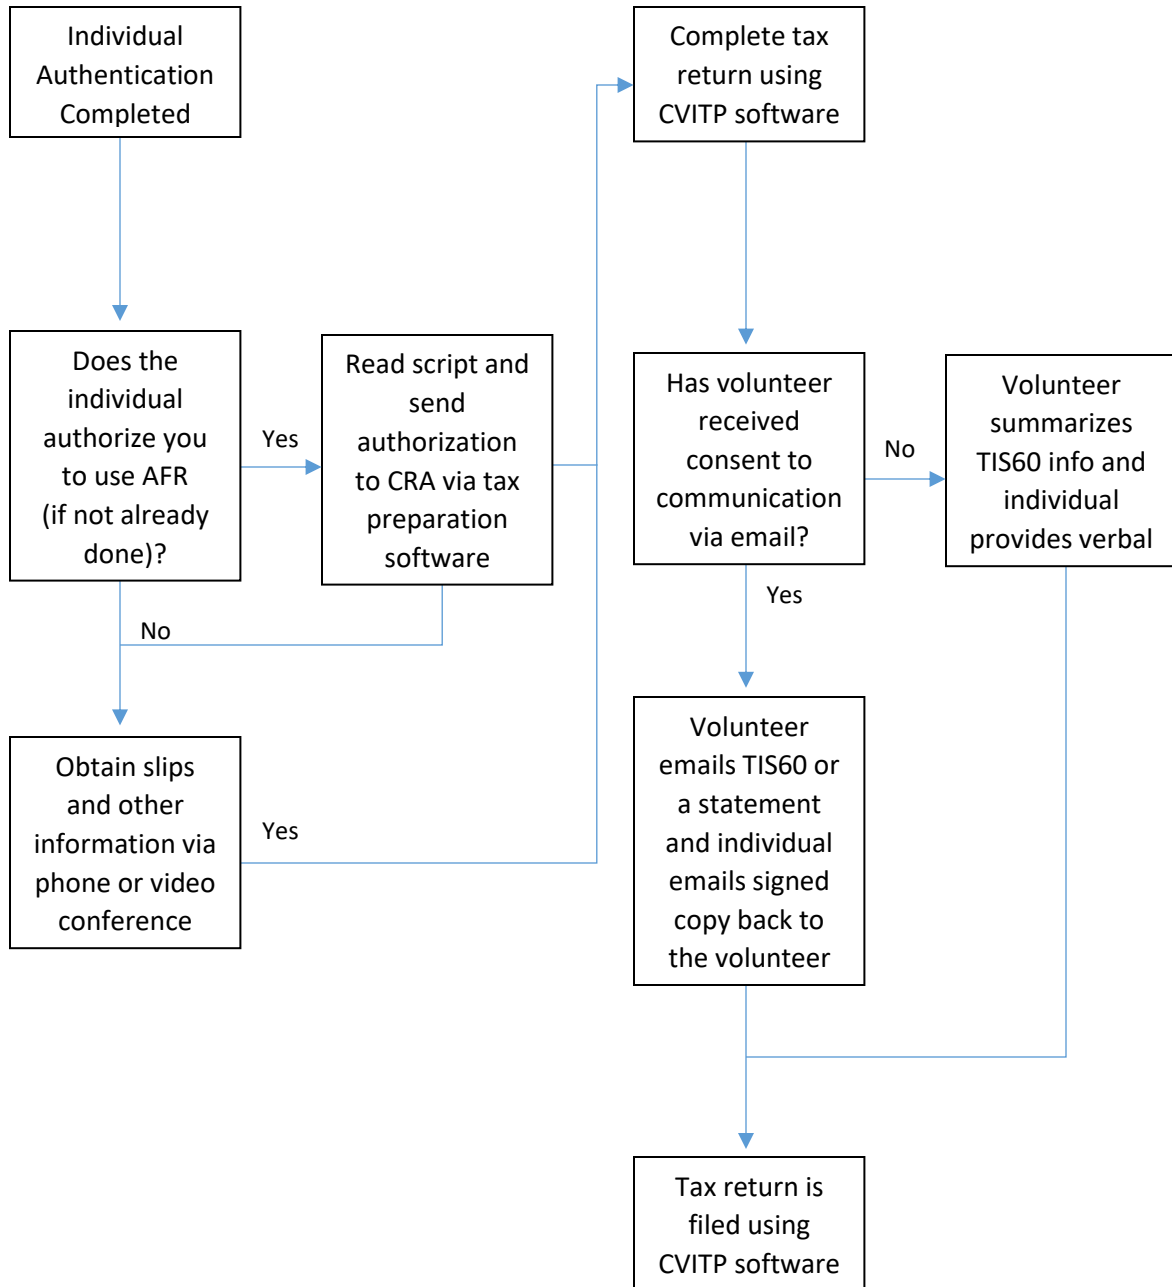 Individual
Authentication
Completed
Does the
individual
authorize you
to use AFR
(if not already
done)?
Yes
Read script and
send
authorization
to CRA via tax
preparation
software
No
Obtain slips
and other
information via
phone or video
conference
Yes
Complete tax
return using
CVITP software
Has volunteer
received
consent to
communication
via email?
No
Volunteer
summarizes
TIS60 info and
individual
provides verbal
Yes
Volunteer
emails TIS60 or
a statement
and individual
emails signed
copy back to
the volunteer
Tax return is
filed using
CVITP software